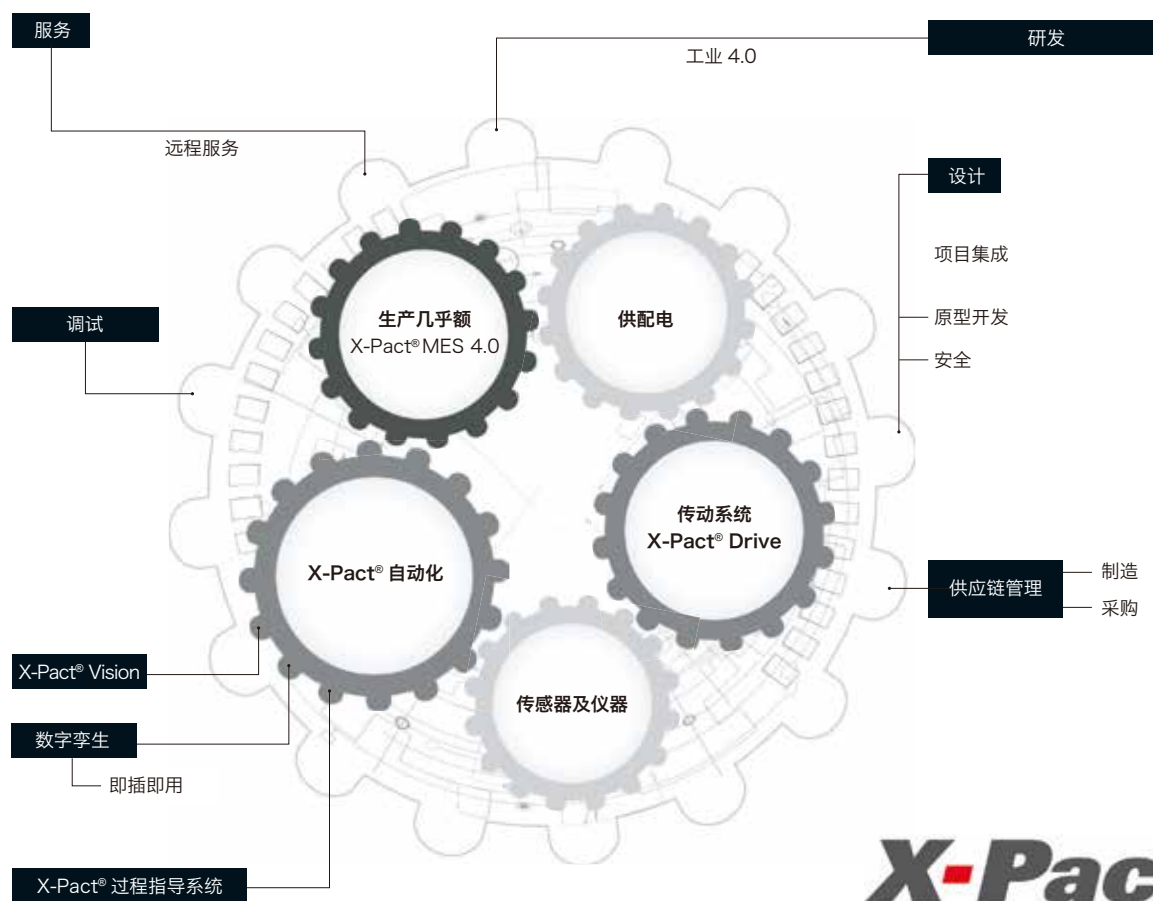 服务
研发
工业 4.0
远程服务
设计
项目集成
原型开发
安全
调试
生产几乎额
X-Pact® MES 4.0
供配电
传动系统
X-Pact® Drive
X-Pact® 自动化
供应链管理
制造
采购
X-Pact® Vision
传感器及仪器
数字孪生
即插即用
X-Pact® 过程指导系统
X-Pac